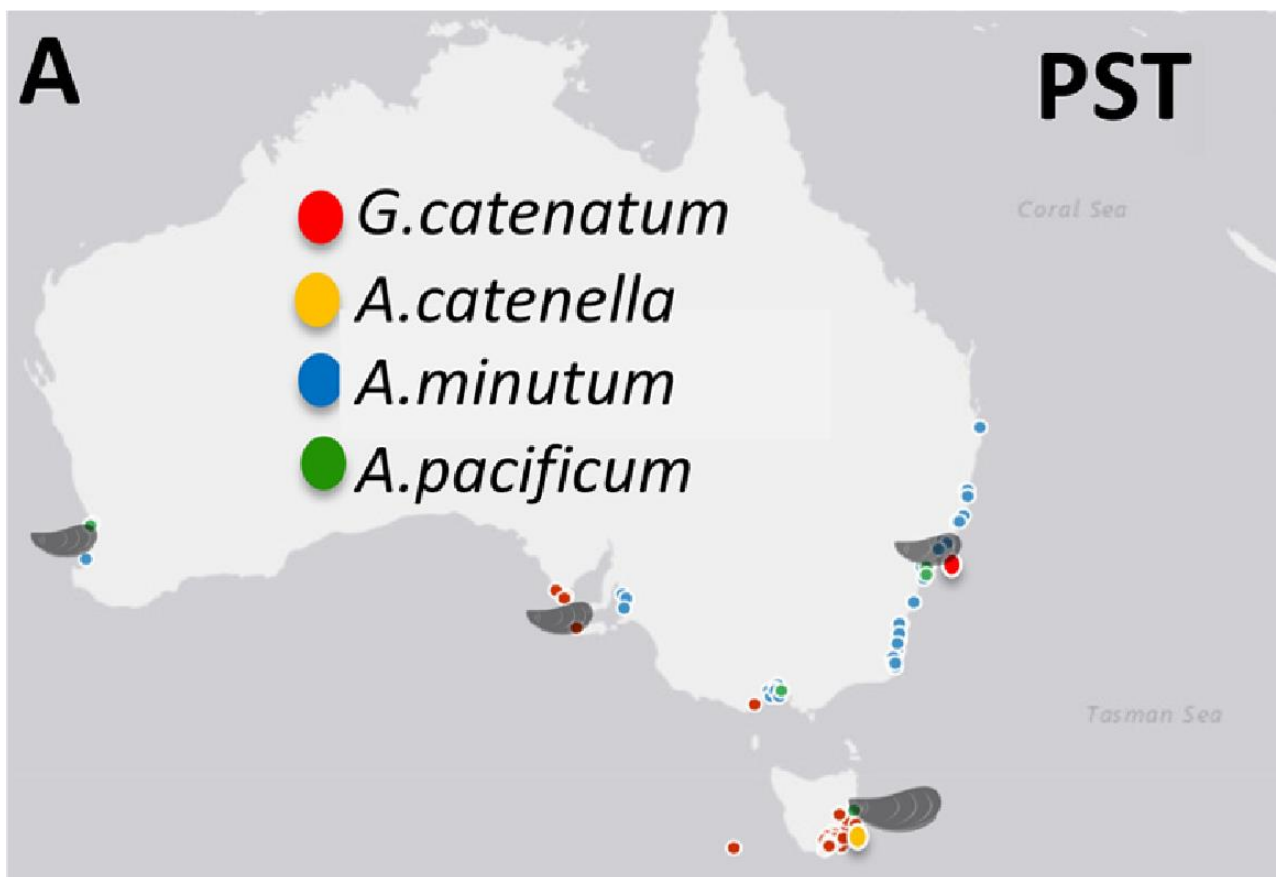 A
PST
G.catenatum
Coral Sea
A.catenella
A.minutum
A.pacificum
Tasman Sea